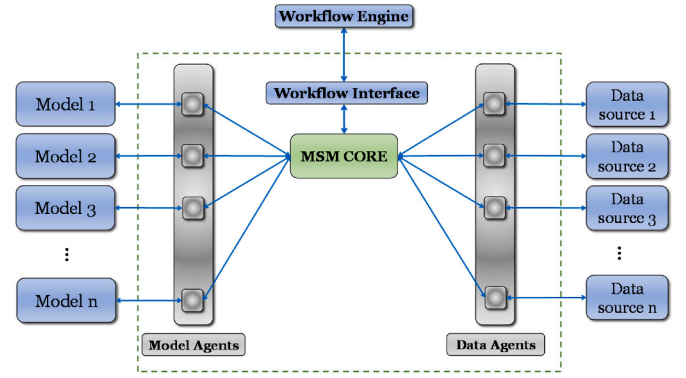 Workflow Engine
Workflow Interface
MSM CORE
Model 1
Model 2
Model 3
...
Model n
Model Agents
Data
source 1
Data
source 2
Data
source 3
...
Data
source n
Data Agents